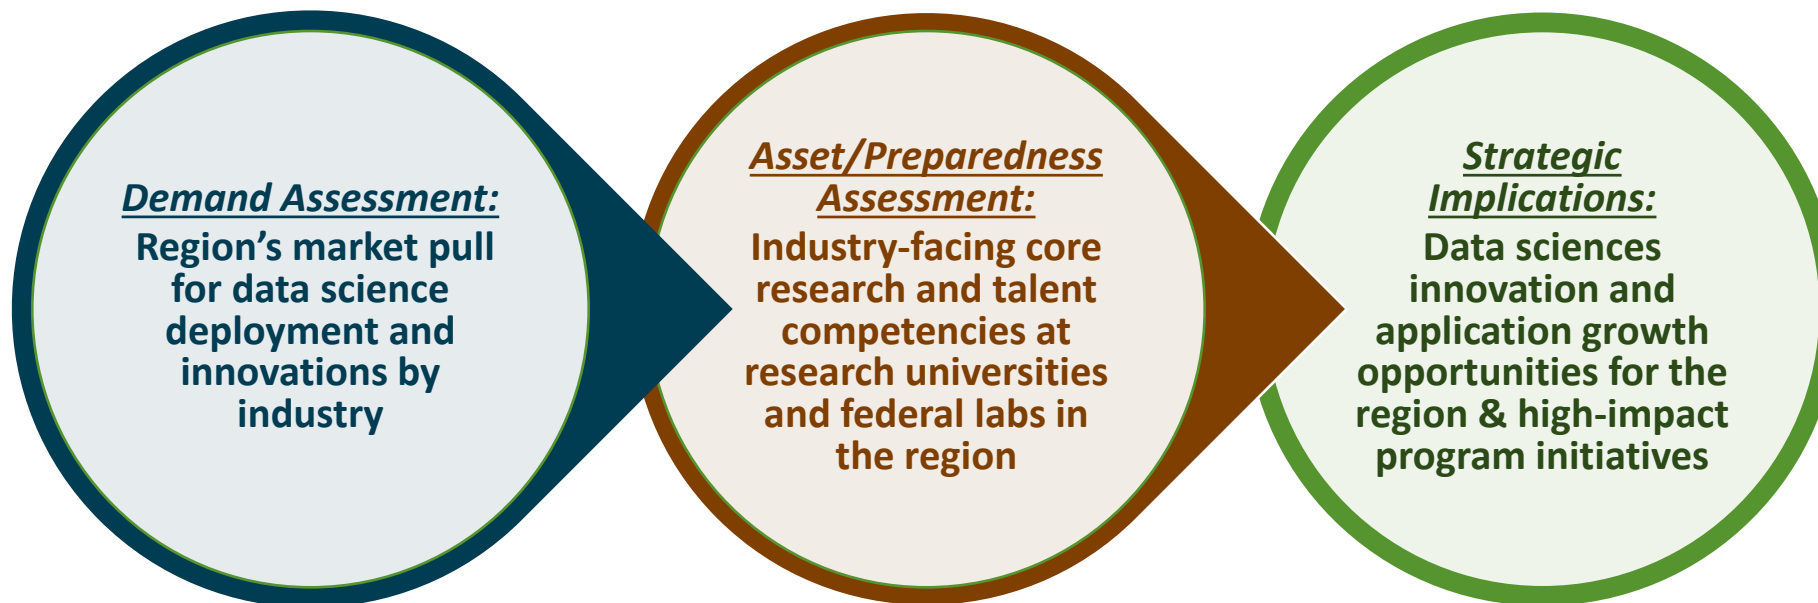 Demand Assessment:
Region's market pull
for data science
deployment and
innovations by
industry
Asset/Preparedness
Assessment:
Industry-facing core
research and talent
competencies at
research universities
and federal labs in
the region
Strategic
Implications:
Data sciences
innovation and
application growth
opportunities for the
region & high-impact
program initiatives